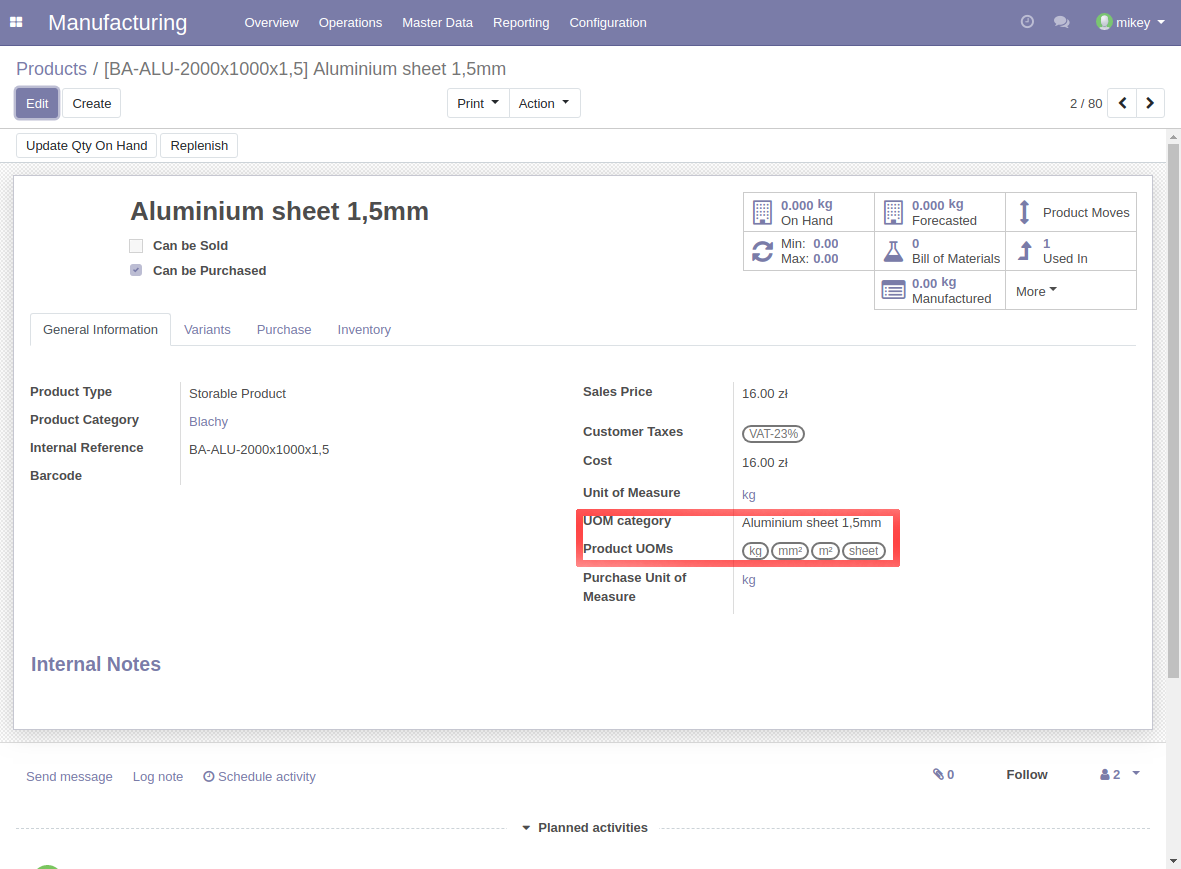 Manufacturing Overview Operations Master Data Reporting Configuration mikey
Products / [BA-ALU-2000x1000x1,5] Aluminium sheet 1,5mm
Edit Create Print Action 2 / 80
Update Qty On Hand Replenish
Aluminium sheet 1,5mm
Can be Sold
Can be Purchased
0.000 kg
On Hand
0.000 kg
Forecasted
Product Moves
Min: 0.00
Max: 0.00
0
Bill of Materials
1
Used In
0.00 kg
Manufactured
More
General Information Variants Purchase Inventory
Product Type Storable Product
Product Category Blachy
Internal Reference BA-ALU-2000x1000x1,5
Barcode
Sales Price 16.00 zł
Customer Taxes VAT-23%
Cost 16.00 zł
Unit of Measure kg
UOM category Aluminium sheet 1,5mm
Product UOMs kg mm² m² sheet
Purchase Unit of
Measure kg
Internal Notes
Send message Log note Schedule activity 0 Follow 2
Planned activities